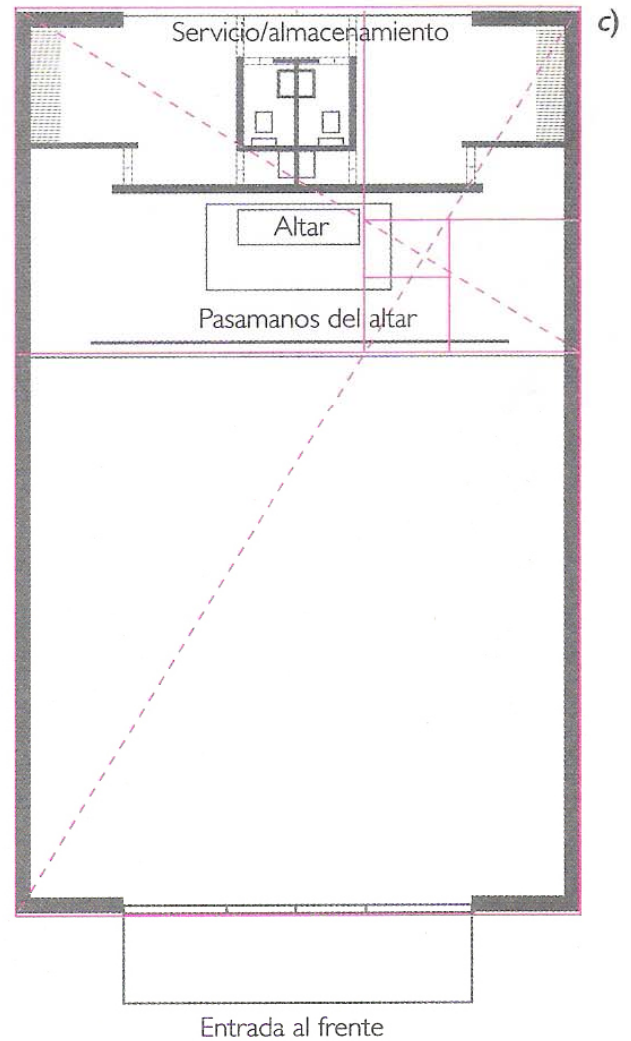 c)
Servicio/almacenamiento
Altar
Pasamanos del altar
Entrada al frente